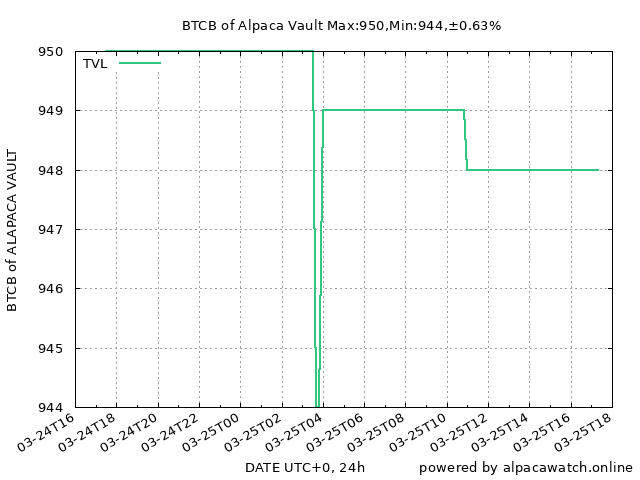 BTCB of Alpaca Vault Max:950,Min:944,±0.63%
TVL
950
949
948
947
946
945
944
BTCB of ALAPACA VAULT
03-24T16
03-24T18
03-24T20
03-24T22
03-25T00
03-25T02
03-25T04
03-25T06
03-25T08
03-25T10
03-25T12
03-25T14
03-25T16
03-25T18
DATE UTC+0, 24h
powered by alpacawatch.online